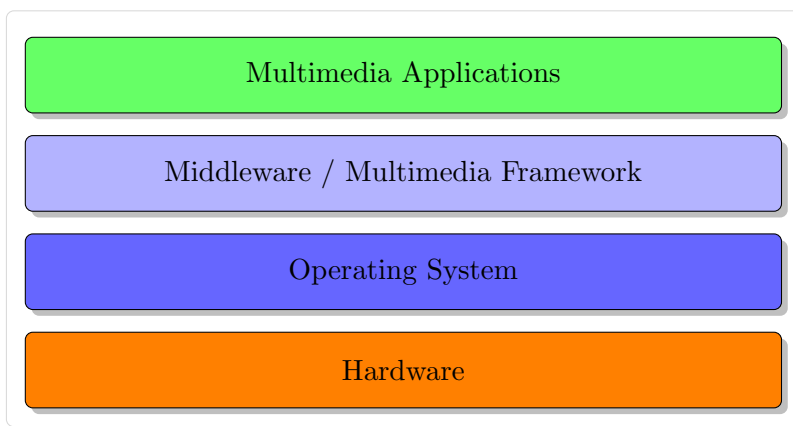 Multimedia Applications
Middleware / Multimedia Framework
Operating System
Hardware